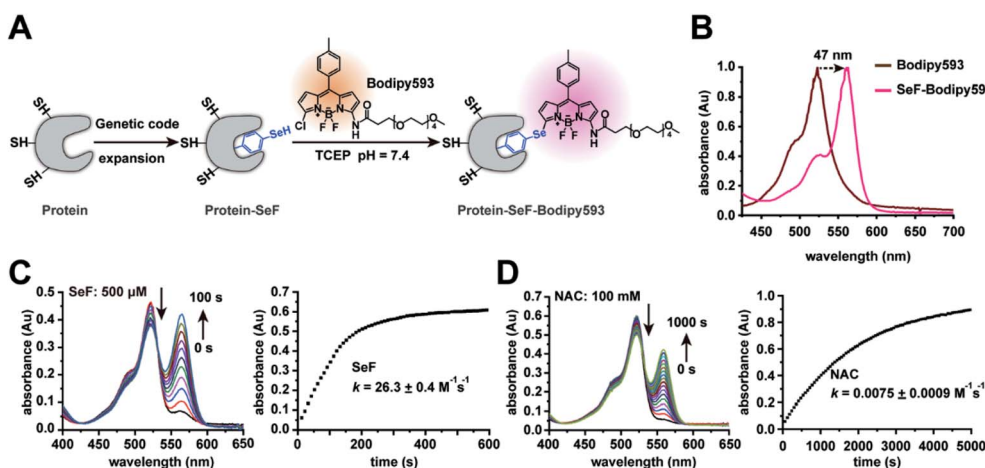 A
SH
SH
SH
Protein
Genetic code
expansion
SH
SH
SH
SeH
Protein-SeF
Bodipy593
Cl
N
B
N
F F
NH
O
O
O
4
TCEP pH = 7.4
SH
SH
SH
Se
N
B
N
F F
NH
O
O
O
4
Protein-SeF-Bodipy593
B
47 nm
Bodipy593
SeF-Bodipy59
absorbance (Au)
1.0
0.8
0.6
0.4
0.2
0.0
450 500 550 600 650 700
wavelength (nm)
C
SeF: 500 µM
100 s
0 s
absorbance (Au)
0.5
0.4
0.3
0.2
0.1
0.0
400 450 500 550 600 650
wavelength (nm)
absorbance (Au)
0.7
0.6
0.5
0.4
0.3
0.2
0.1
0.0
SeF
k = 26.3 ± 0.4 M⁻¹s⁻¹
0 200 400 600
time (s)
D
NAC: 100 mM
1000 s
0 s
absorbance (Au)
1.0
0.8
0.6
0.4
0.2
0.0
400 450 500 550 600 650
wavelength (nm)
absorbance (Au)
1.0
0.8
0.6
0.4
0.2
0.0
NAC
k = 0.0075 ± 0.0009 M⁻¹s⁻¹
0 1000 2000 3000 4000 5000
time (s)